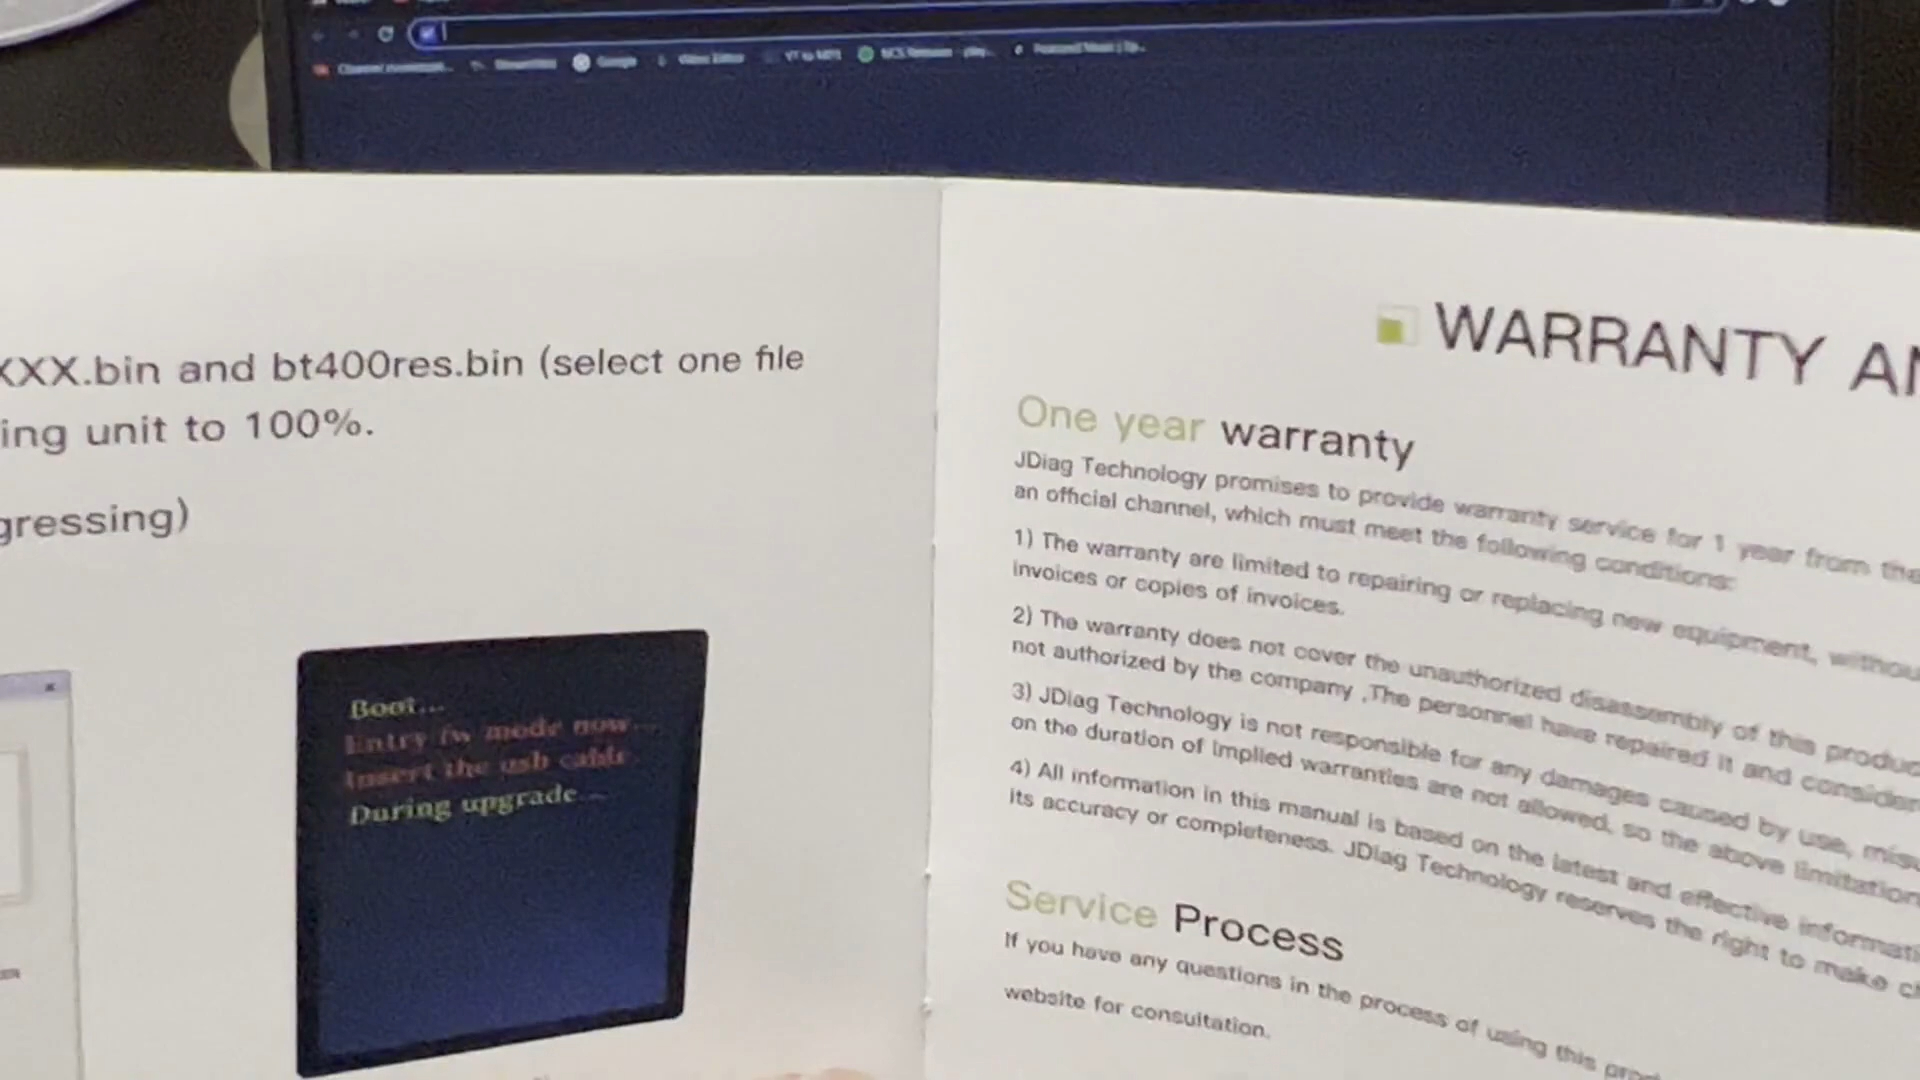 Google
XXX.bin and bt400res.bin (select one file
ing unit to 100%.
gressing)
Boot...
Entry fw mode now...
Insert the usb cable
During upgrade...
WARRANTY AN
One year warranty
JDiag Technology promises to provide warranty service for 1 year from the
an official channel, which must meet the following conditions:
1) The warranty are limited to repairing or replacing new equipment, withou
invoices or copies of invoices.
2) The warranty does not cover the unauthorized disassembly of this produc
not authorized by the company ,The personnel have repaired it and consider
3) JDiag Technology is not responsible for any damages caused by use, misu
on the duration of implied warranties are not allowed, so the above limitation
4) All information in this manual is based on the latest and effective informati
its accuracy or completeness. JDiag Technology reserves the right to make ch
Service Process
If you have any questions in the process of using this prod
website for consultation.